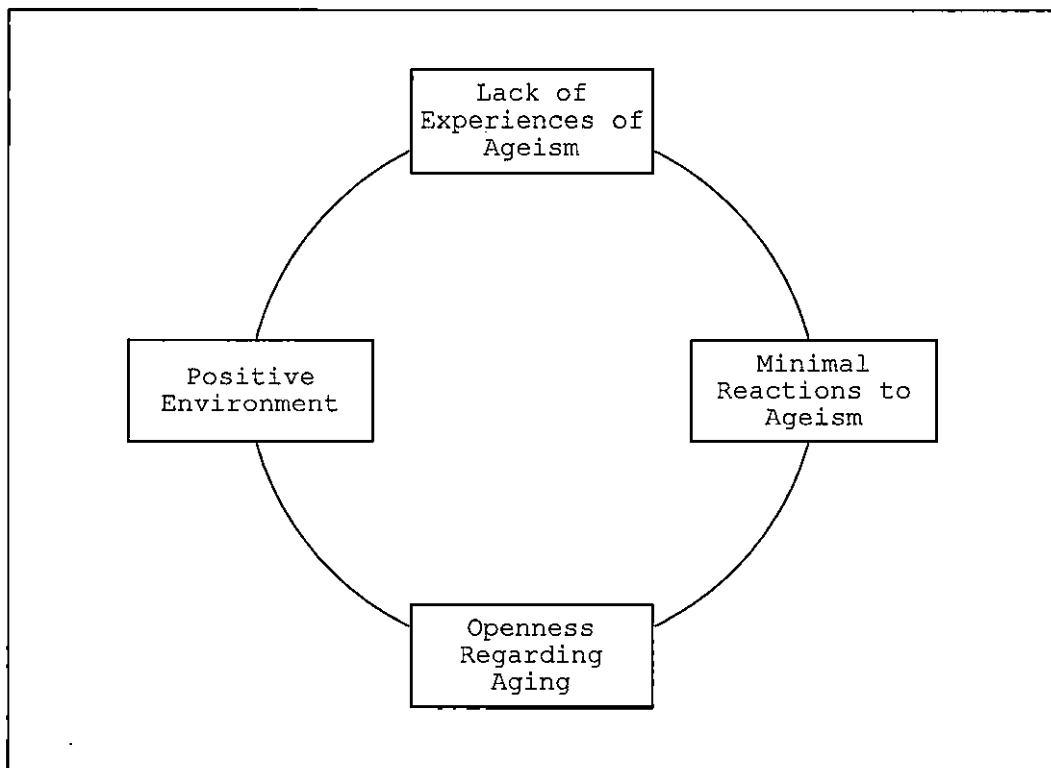 Lack of
Experiences of
Ageism
Positive
Environment
Minimal
Reactions to
Ageism
Openness
Regarding
Aging